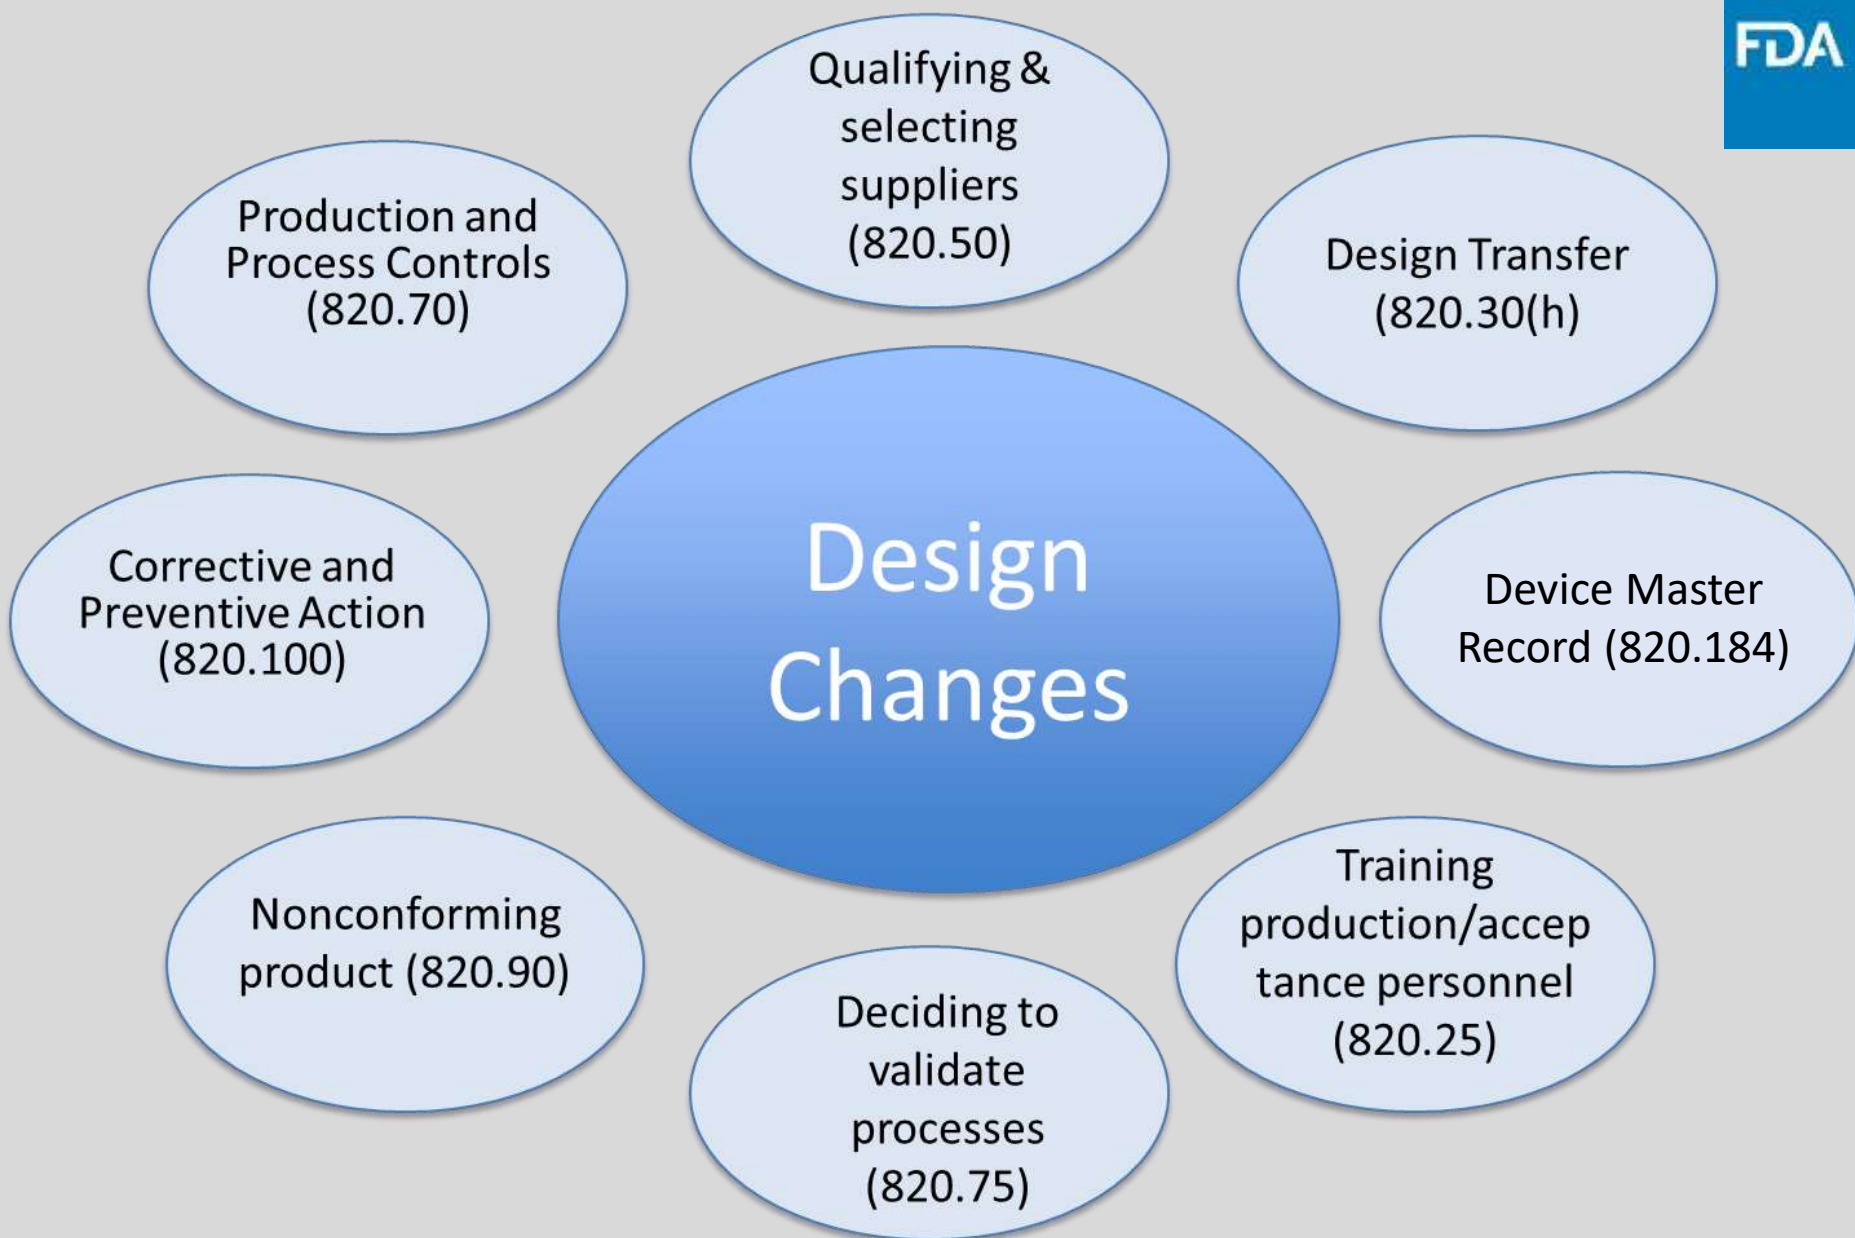 FDA
Qualifying &
selecting
suppliers
(820.50)
Production and
Process Controls
(820.70)
Design Transfer
(820.30(h)
Corrective and
Preventive Action
(820.100)
Design
Changes
Device Master
Record (820.184)
Nonconforming
product (820.90)
Training
production/accep
tance personnel
(820.25)
Deciding to
validate
processes
(820.75)